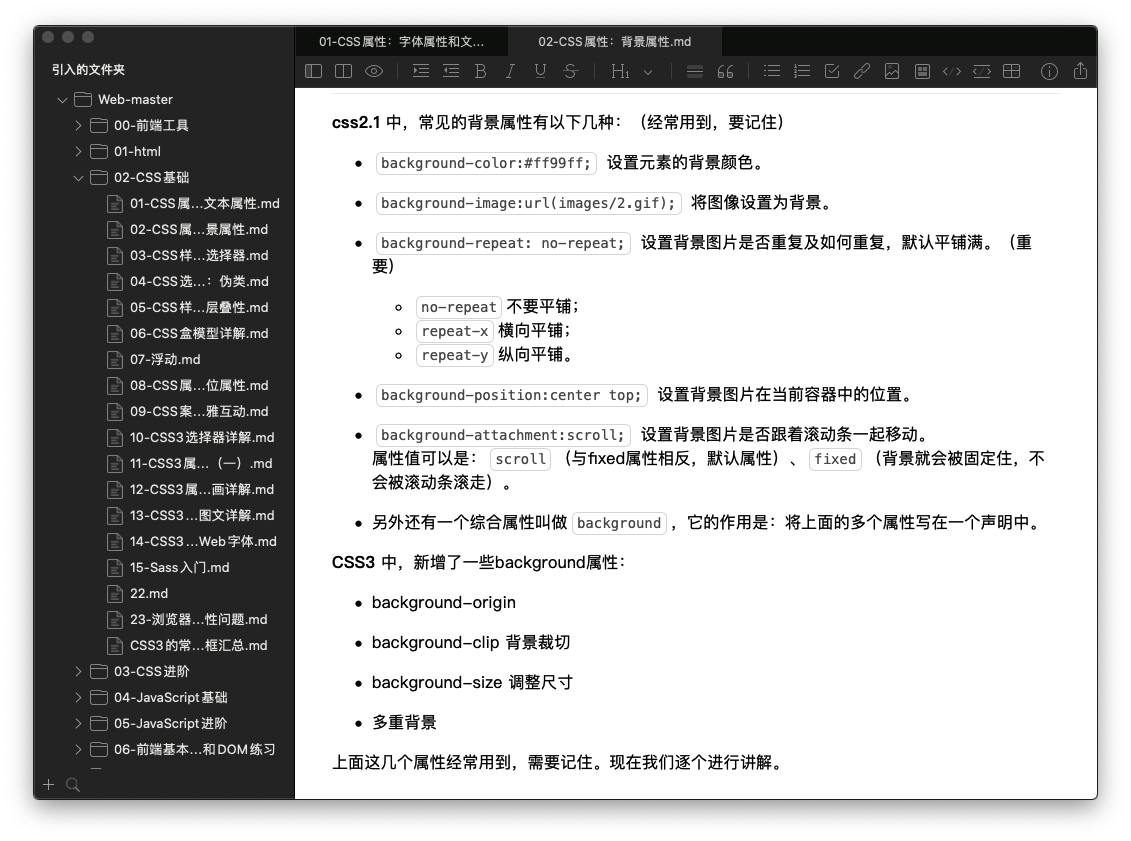 01-CSS属性：字体属性和文...
02-CSS属性：背景属性.md
引入的文件夹
Web-master
00-前端工具
01-html
02-CSS基础
01-CSS属...文本属性.md
02-CSS属...景属性.md
03-CSS样...选择器.md
04-CSS选...：伪类.md
05-CSS样...层叠性.md
06-CSS盒模型详解.md
07-浮动.md
08-CSS属...位属性.md
09-CSS案...雅互动.md
10-CSS3选择器详解.md
11-CSS3属...（一）.md
12-CSS3属...画详解.md
13-CSS3...图文详解.md
14-CSS3...Web字体.md
15-Sass入门.md
22.md
23-浏览器...性问题.md
CSS3的常...框汇总.md
03-CSS进阶
04-JavaScript基础
05-JavaScript进阶
06-前端基本...和DOM练习
B I U S H1
css2.1 中，常见的背景属性有以下几种：（经常用到，要记住）
background-color:#ff99ff; 设置元素的背景颜色。
background-image:url(images/2.gif); 将图像设置为背景。
background-repeat: no-repeat; 设置背景图片是否重复及如何重复，默认平铺满。（重
要）
no-repeat 不要平铺；
repeat-x 横向平铺；
repeat-y 纵向平铺。
background-position:center top; 设置背景图片在当前容器中的位置。
background-attachment:scroll; 设置背景图片是否跟着滚动条一起移动。
属性值可以是： scroll （与fixed属性相反，默认属性）、 fixed （背景就会被固定住，不
会被滚动条滚走）。
另外还有一个综合属性叫做 background ，它的作用是：将上面的多个属性写在一个声明中。
CSS3 中，新增了一些background属性：
background-origin
background-clip 背景裁切
background-size 调整尺寸
多重背景
上面这几个属性经常用到，需要记住。现在我们逐个进行讲解。